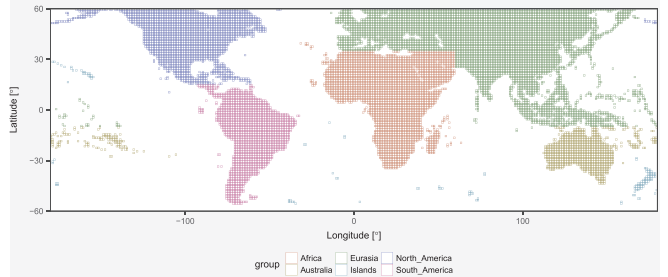 60
30
0
−30
−60
Latitude [°]
−100 0 100
Longitude [°]
group Africa Eurasia North_America
Australia Islands South_America